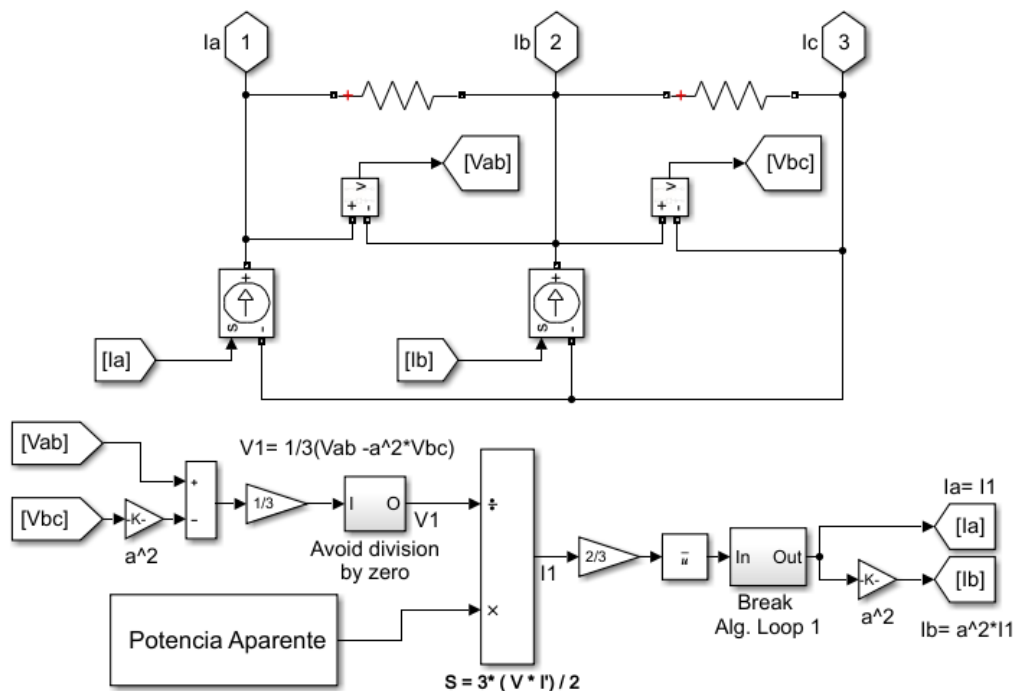 Ia 1
Ib 2
Ic 3
+
+
[Vab]
[Vbc]
v
+ -
v
+ -
+
s -
+
s -
[Ia]
[Ib]
[Vab]
V1= 1/3(Vab -a^2*Vbc)
+
-
[Vbc]
-K-
a^2
1/3
I O
V1
Avoid division
by zero
÷
×
I1
2/3
u
In Out
Break
Alg. Loop 1
Ia= I1
[Ia]
-K-
a^2
[Ib]
Ib= a^2*I1
Potencia Aparente
S = 3* ( V * I') / 2